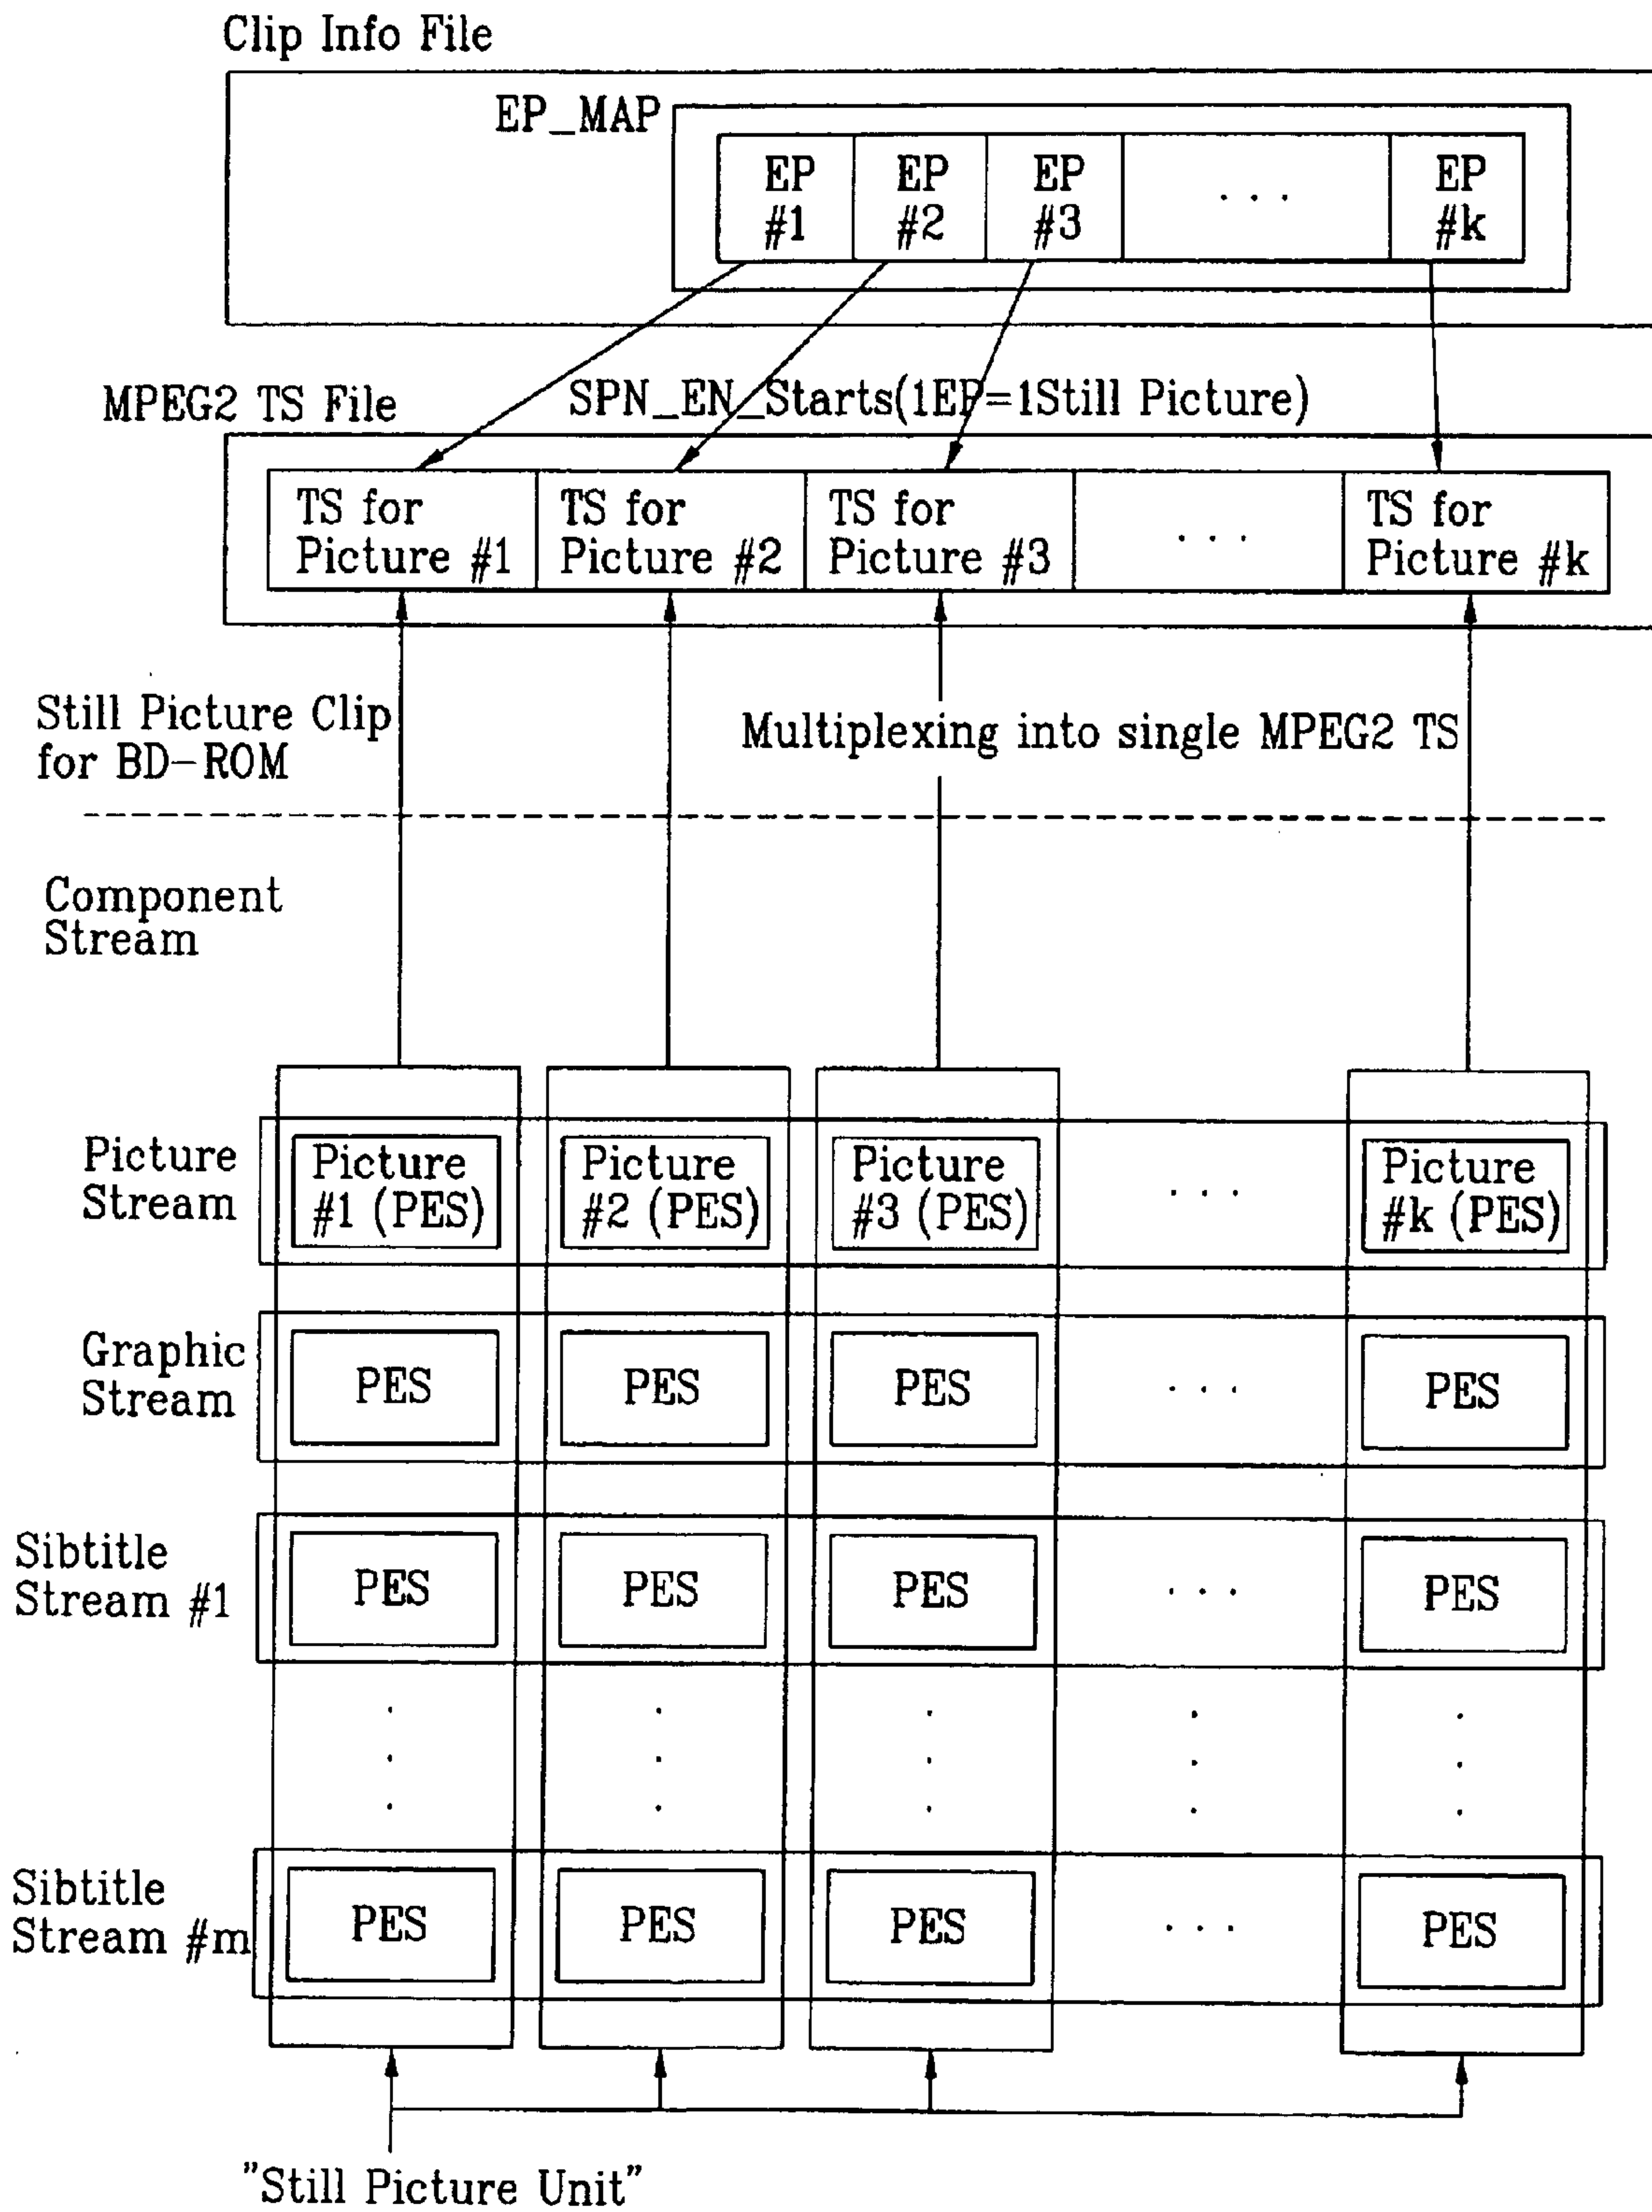 Clip Info File
EP_MAP
EP #1
EP #2
EP #3
. . .
EP #k
MPEG2 TS File
SPN_EN_Starts(1EP=1Still Picture)
TS for Picture #1
TS for Picture #2
TS for Picture #3
. . .
TS for Picture #k
Still Picture Clip
for BD-ROM
Multiplexing into single MPEG2 TS
Component
Stream
Picture
Stream
Picture #1 (PES)
Picture #2 (PES)
Picture #3 (PES)
. . .
Picture #k (PES)
Graphic
Stream
PES
PES
PES
. . .
PES
Sibtitle
Stream #1
PES
PES
PES
. . .
PES
Sibtitle
Stream #m
PES
PES
PES
. . .
PES
"Still Picture Unit"